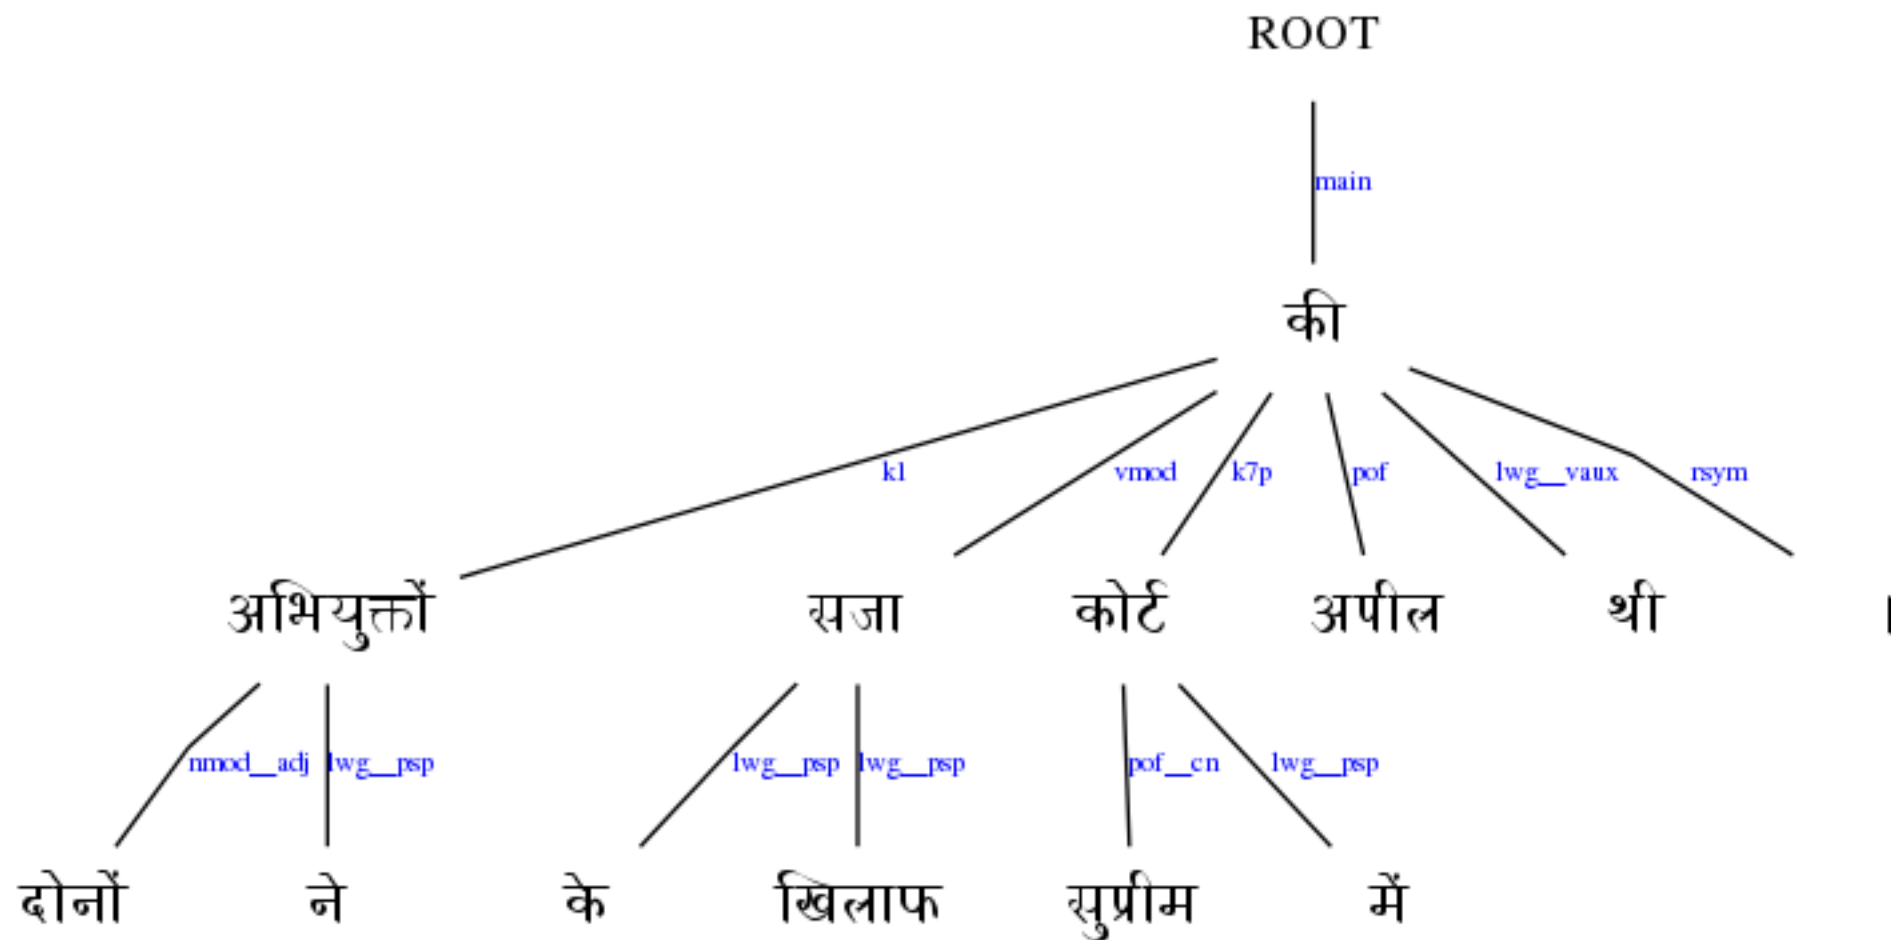 ROOT
main
की
k1 vmod k7p pof lwg__vaux rsym
अभियुक्तों सजा कोर्ट अपील थी ।
nmod__adj lwg__psp lwg__psp lwg__psp pof__cn lwg__psp
दोनों ने के खिलाफ सुप्रीम में